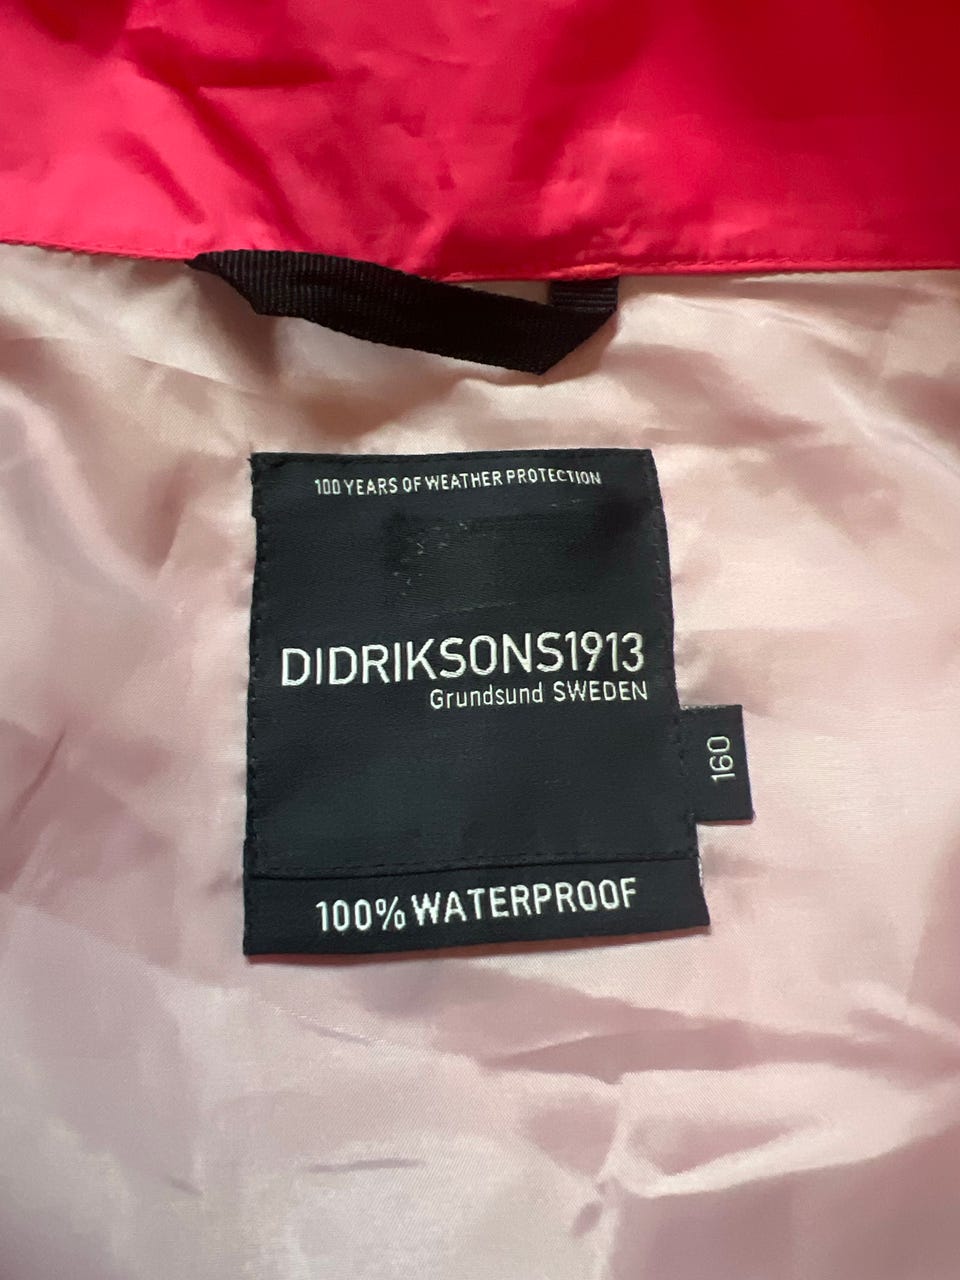 100 YEARS OF WEATHER PROTECTION
DIDRIKSONS1913
Grundsund SWEDEN
160
100% WATERPROOF